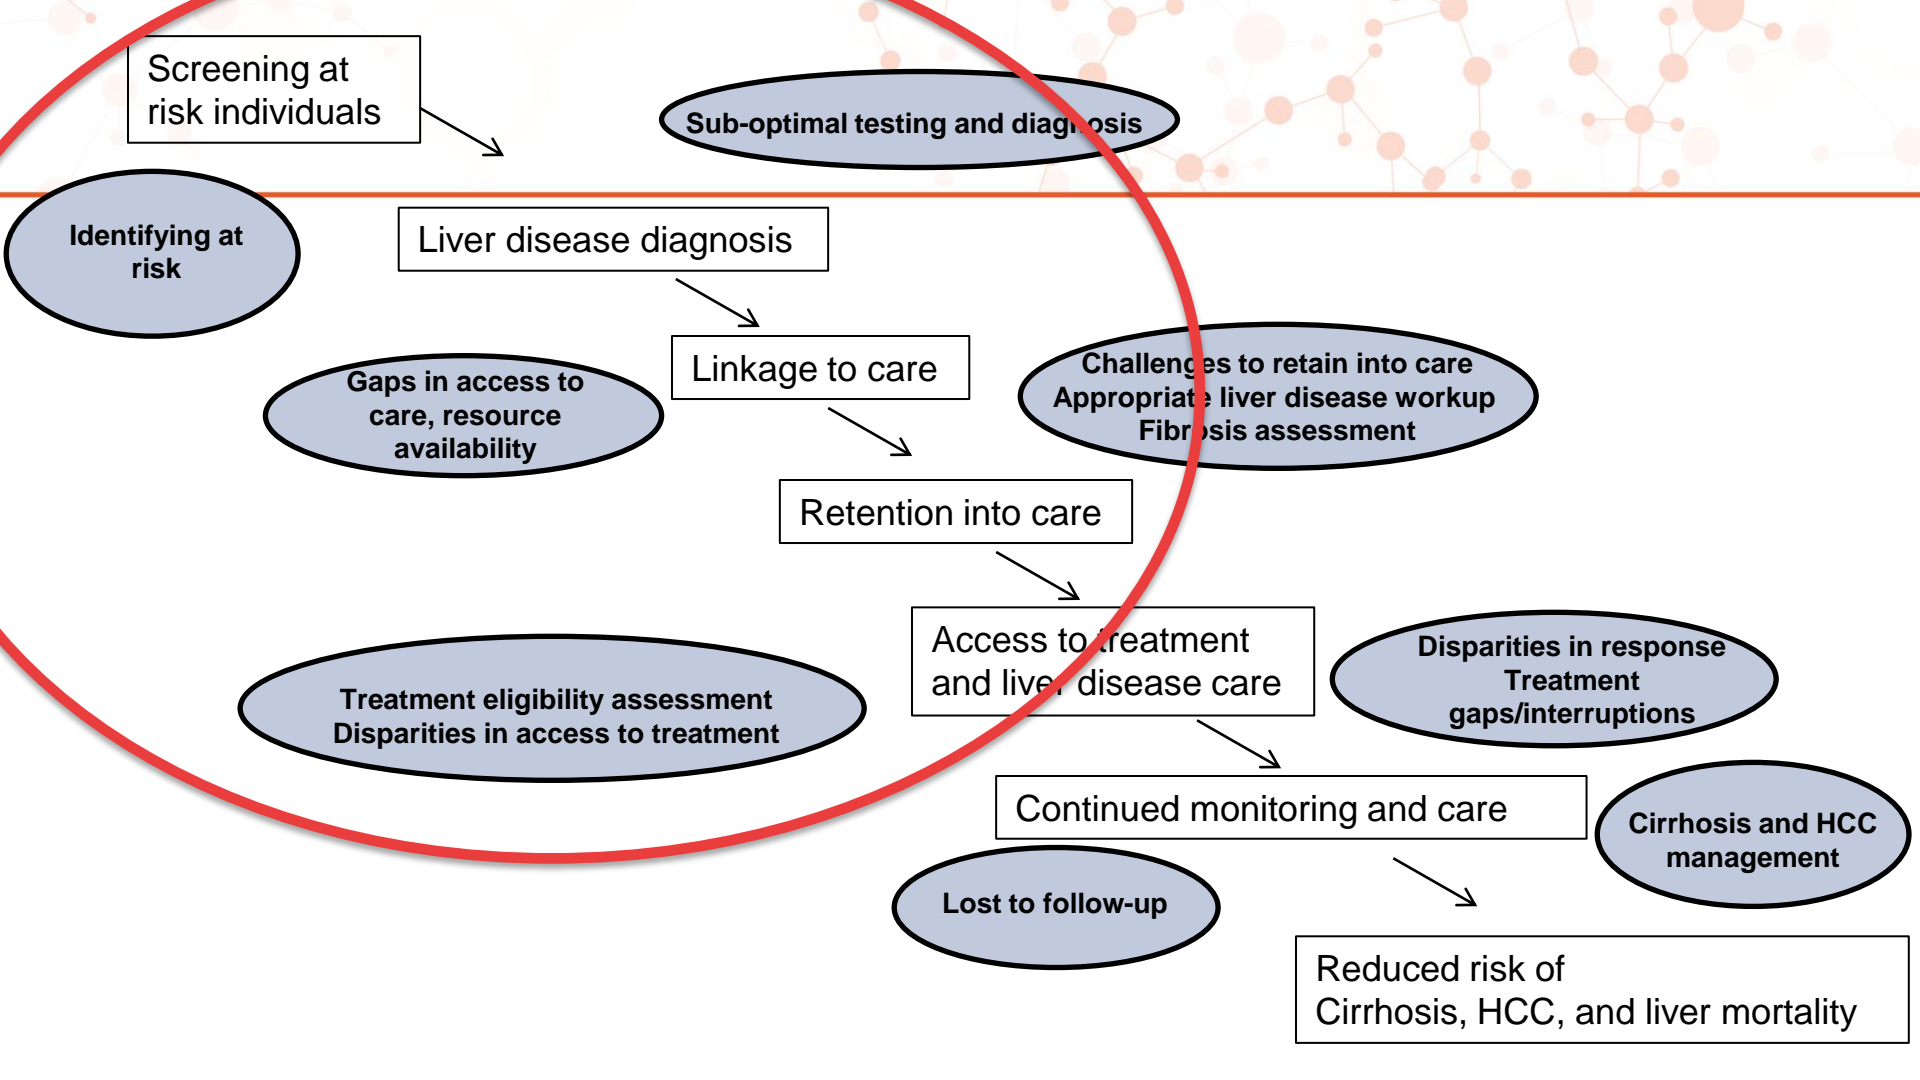 Screening at
risk individuals
Sub-optimal testing and diagnosis
Identifying at
risk
Liver disease diagnosis
Linkage to care
Gaps in access to
care, resource
availability
Challenges to retain into care
Appropriate liver disease workup
Fibrosis assessment
Retention into care
Access to treatment
and liver disease care
Treatment eligibility assessment
Disparities in access to treatment
Disparities in response
Treatment
gaps/interruptions
Continued monitoring and care
Cirrhosis and HCC
management
Lost to follow-up
Reduced risk of
Cirrhosis, HCC, and liver mortality